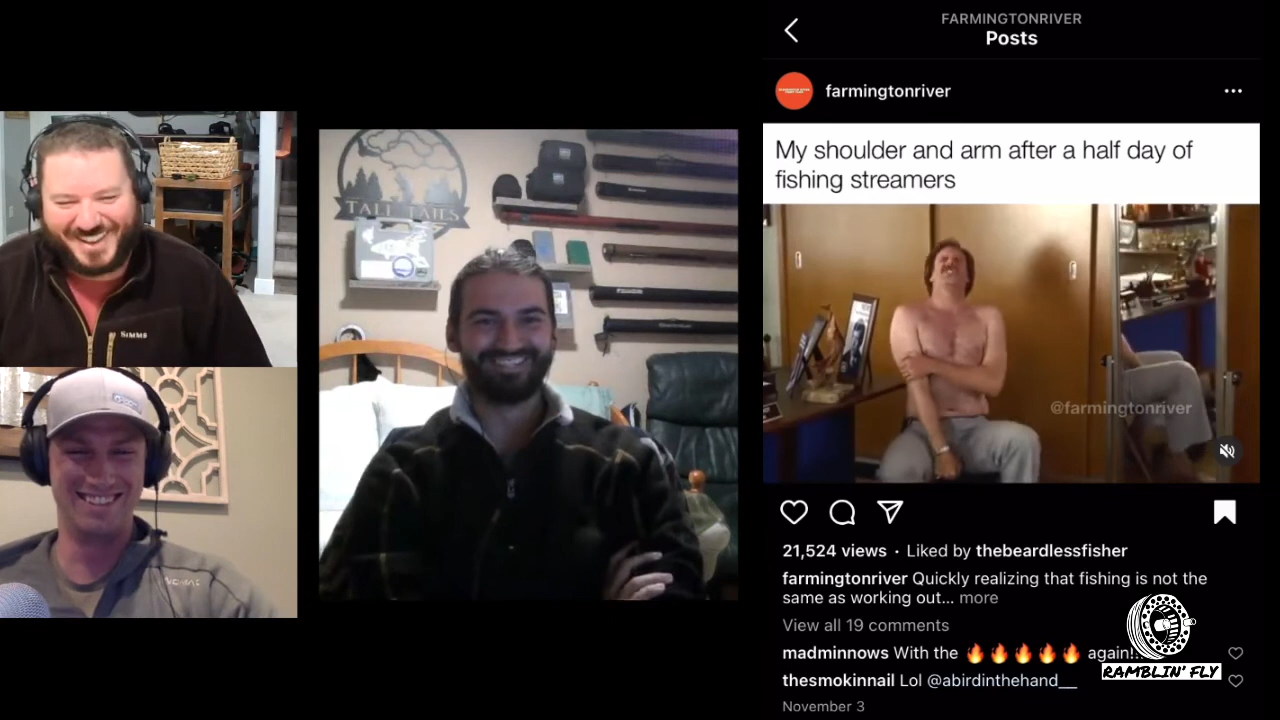 FARMINGTONRIVER
Posts
farmingtonriver
My shoulder and arm after a half day of
fishing streamers
@farmingtonriver
21,524 views · Liked by thebeardlessfisher
farmingtonriver Quickly realizing that fishing is not the
same as working out... more
View all 19 comments
madminnows With the 🔥🔥🔥🔥🔥 again!
thesmokinnail Lol @abirdinthehand__
November 3
RAMBLIN' FLY
TALL TAILS
SIMMS